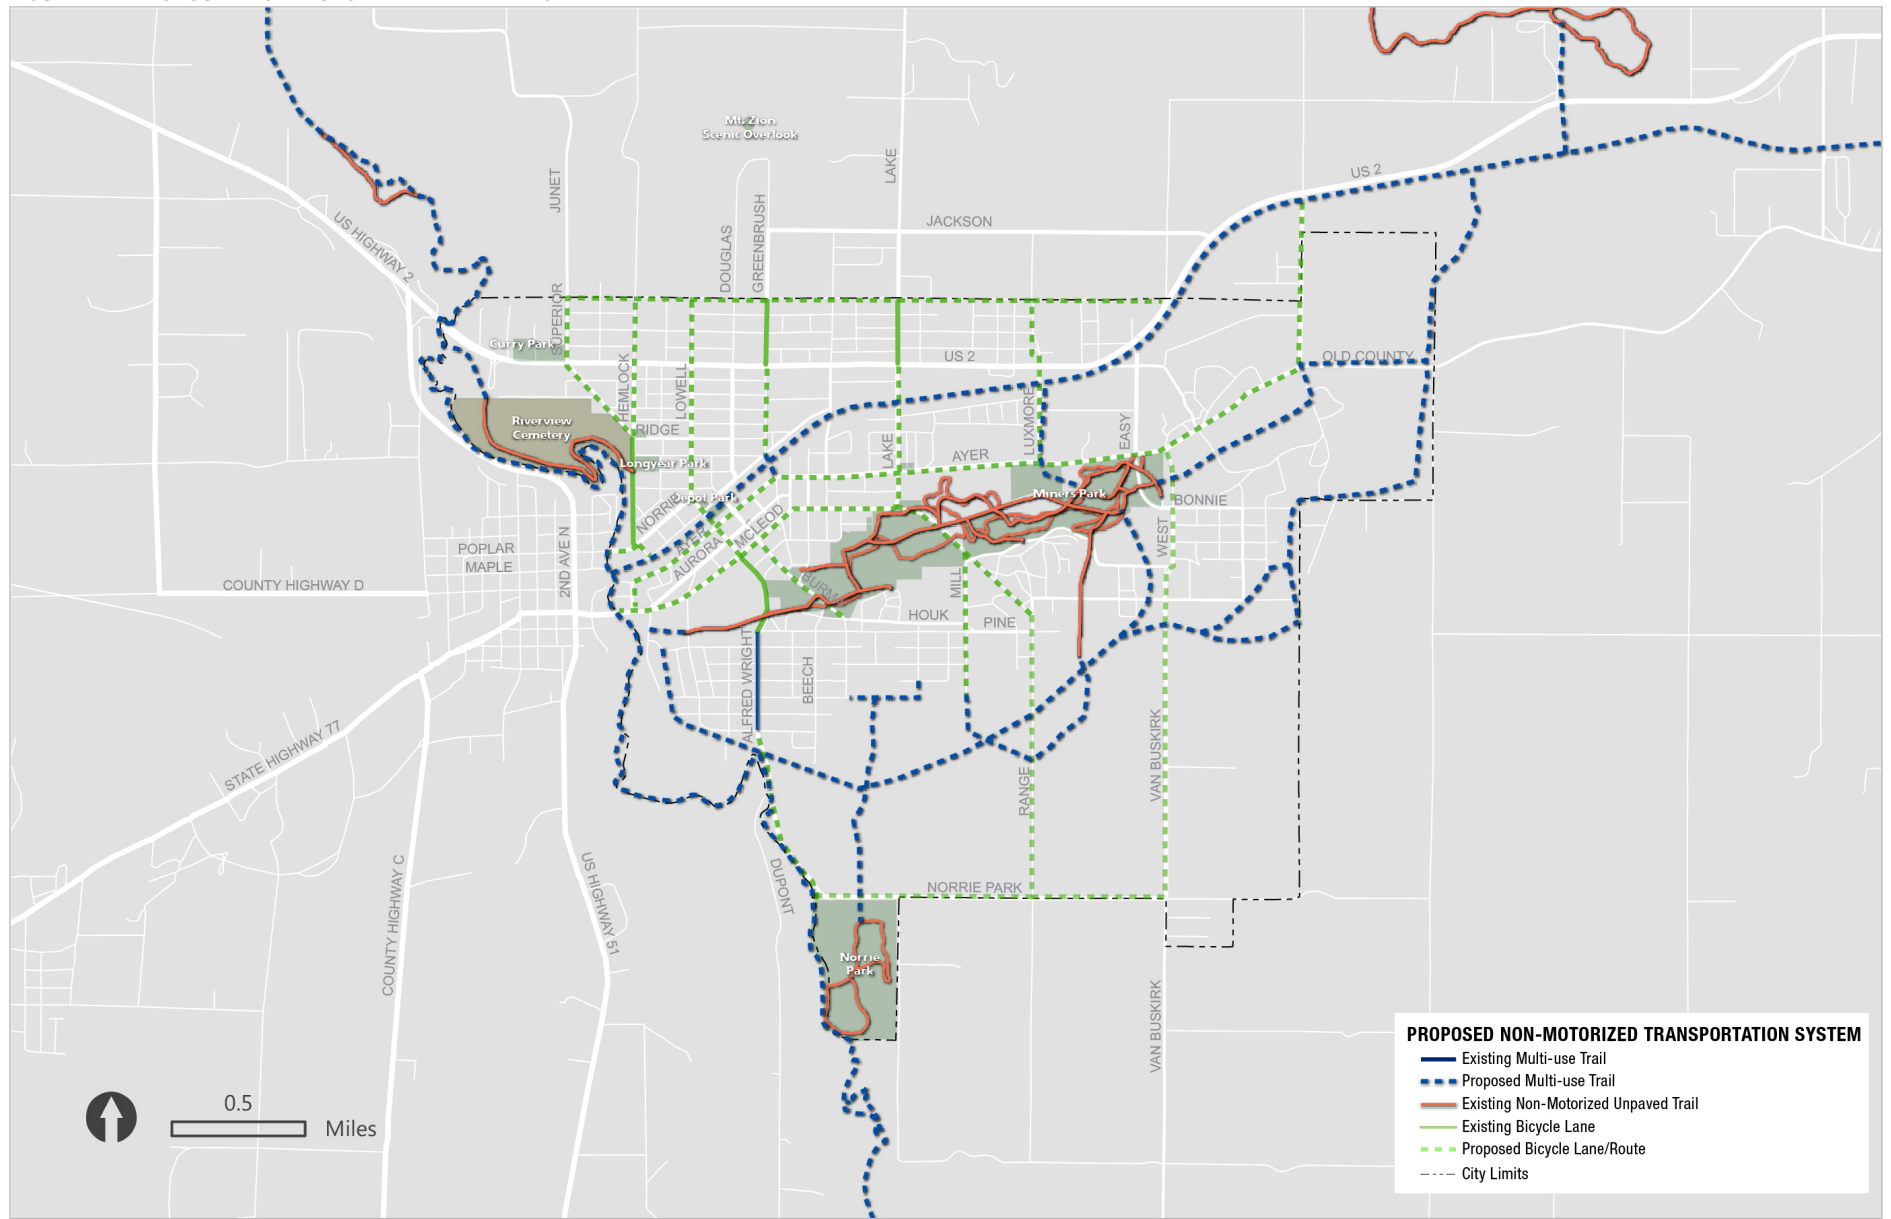 Mt. Zion
Scenic Overlook
JUNET
LAKE
US 2
US HIGHWAY 2
DOUGLAS
GREENBRUSH
JACKSON
SUPERIOR
Curry Park
HEMLOCK
LOWELL
US 2
OLD COUNTY
Riverview
Cemetery
RIDGE
LAKE
LUXMORE
EASY
Longyear Park
AYER
Depot Park
NORRIE
Miners Park
BONNIE
AYER
MCLEOD
AURORA
WEST
POPLAR
MAPLE
2ND AVE N
COUNTY HIGHWAY D
BURMA
MILL
HOUK
PINE
ALFRED WRIGHT
BEECH
STATE HIGHWAY 77
VAN BUSKIRK
RANGE
DUPONT
NORRIE PARK
COUNTY HIGHWAY C
US HIGHWAY 51
Norrie
Park
VAN BUSKIRK
0.5
Miles
PROPOSED NON-MOTORIZED TRANSPORTATION SYSTEM
Existing Multi-use Trail
Proposed Multi-use Trail
Existing Non-Motorized Unpaved Trail
Existing Bicycle Lane
Proposed Bicycle Lane/Route
City Limits